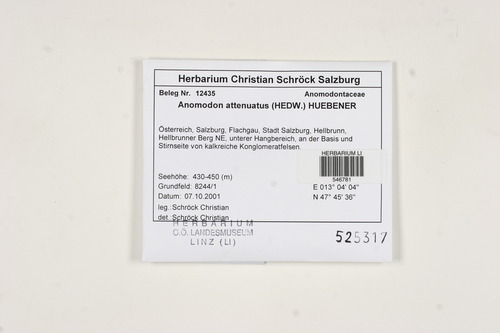 Herbarium Christian Schröck Salzburg
Beleg Nr. 12435 Anomodontaceae
Anomodon attenuatus (HEDW.) HUEBENER
Österreich, Salzburg, Flachgau, Stadt Salzburg, Hellbrunn,
Hellbrunner Berg NE, unterer Hangbereich, an der Basis und
Stirnseite von kalkreiche Konglomeratfelsen.
HERBARIUM LI
546781
Seehöhe: 430-450 (m)
Grundfeld: 8244/1 E 013° 04' 04"
Datum: 07.10.2001 N 47° 45' 36"
leg.: Schröck Christian
det.: Schröck Christian
HERBARIUM
O.Ö. LANDESMUSEUM
LINZ (LI)
525317